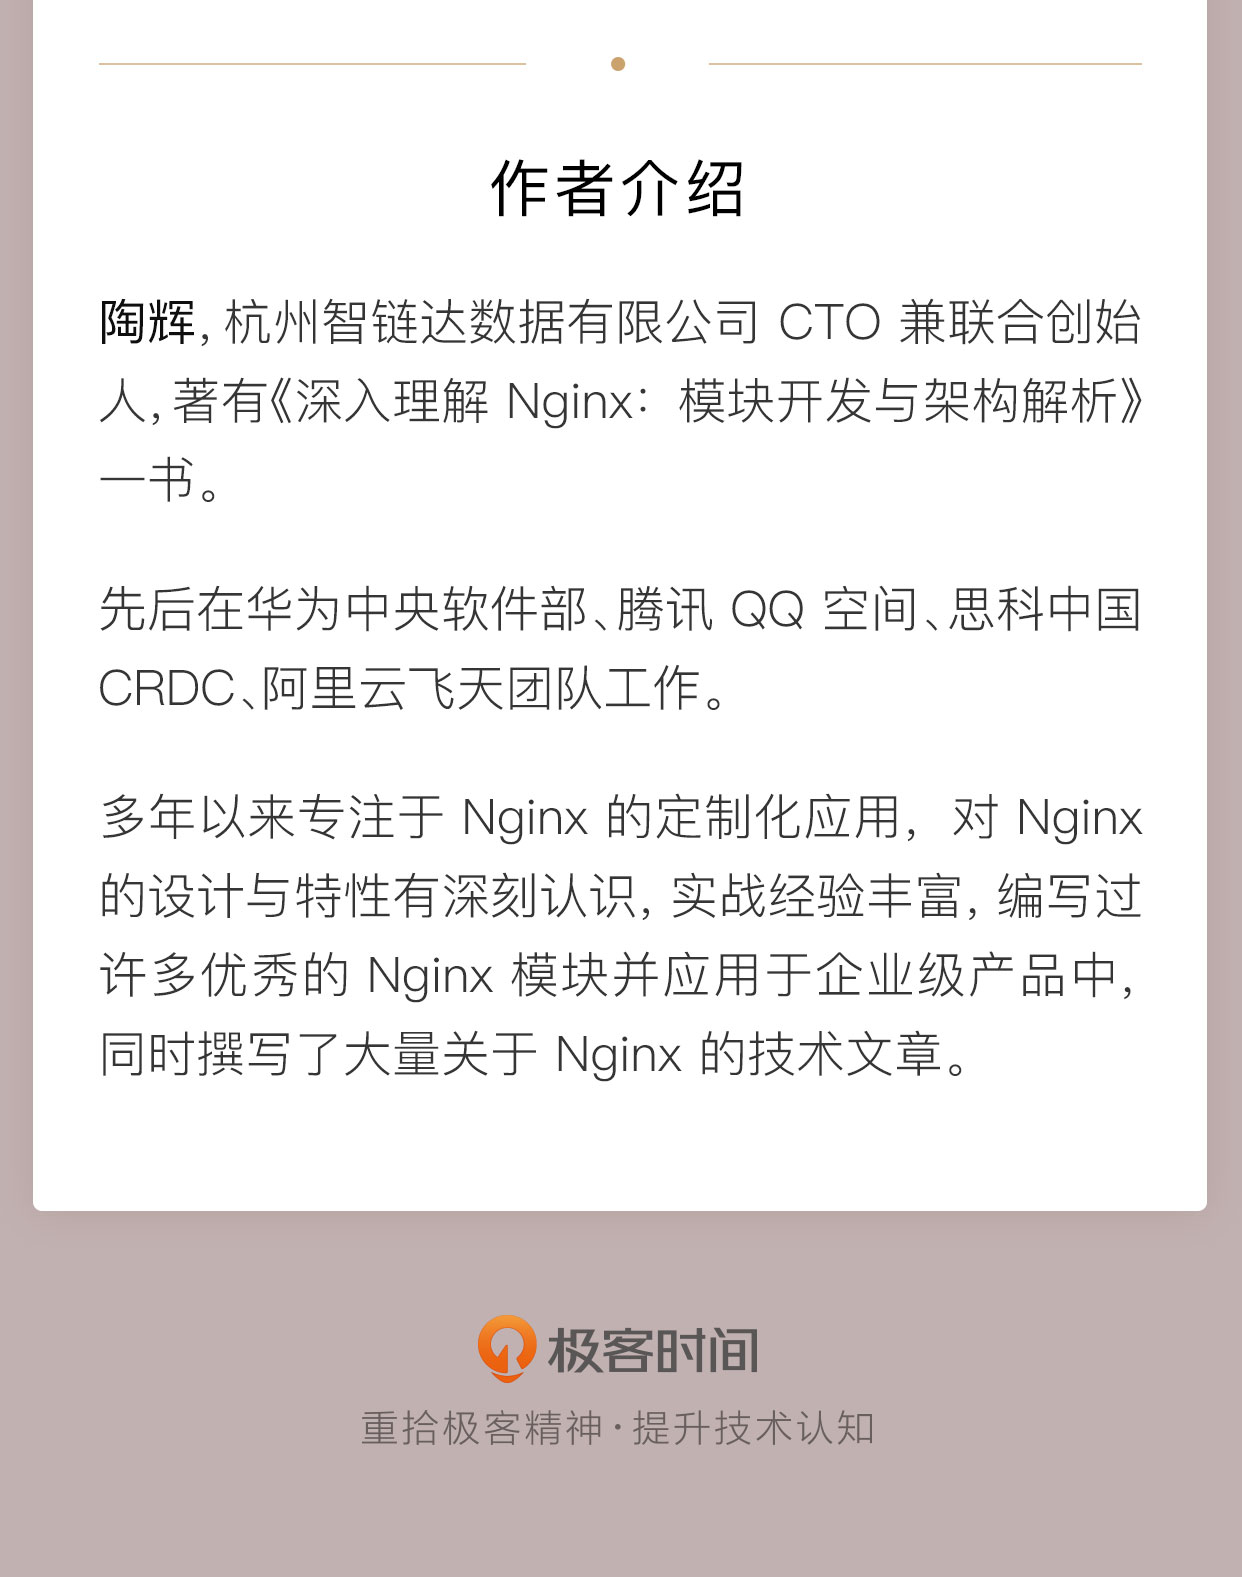 作者介绍
陶辉，杭州智链达数据有限公司 CTO 兼联合创始
人，著有《深入理解 Nginx：模块开发与架构解析》
一书。
先后在华为中央软件部、腾讯 QQ 空间、思科中国
CRDC、阿里云飞天团队工作。
多年以来专注于 Nginx 的定制化应用，对 Nginx
的设计与特性有深刻认识，实战经验丰富，编写过
许多优秀的 Nginx 模块并应用于企业级产品中，
同时撰写了大量关于 Nginx 的技术文章。
极客时间
重拾极客精神·提升技术认知